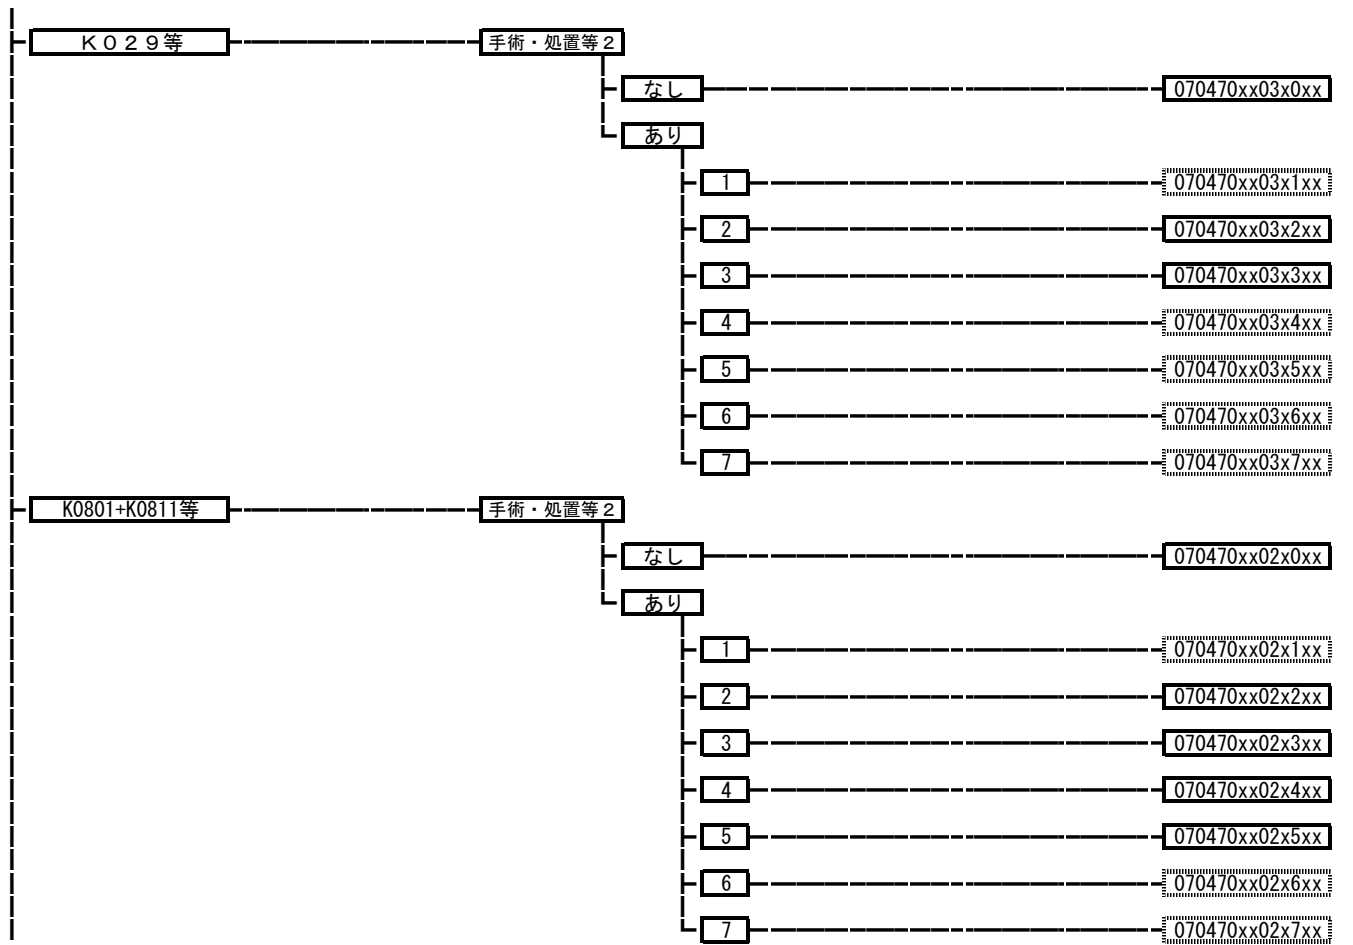 Ｋ０２９等 手術・処置等２
なし 070470xx03x0xx
あり
1 070470xx03x1xx
2 070470xx03x2xx
3 070470xx03x3xx
4 070470xx03x4xx
5 070470xx03x5xx
6 070470xx03x6xx
7 070470xx03x7xx
K0801+K0811等 手術・処置等２
なし 070470xx02x0xx
あり
1 070470xx02x1xx
2 070470xx02x2xx
3 070470xx02x3xx
4 070470xx02x4xx
5 070470xx02x5xx
6 070470xx02x6xx
7 070470xx02x7xx